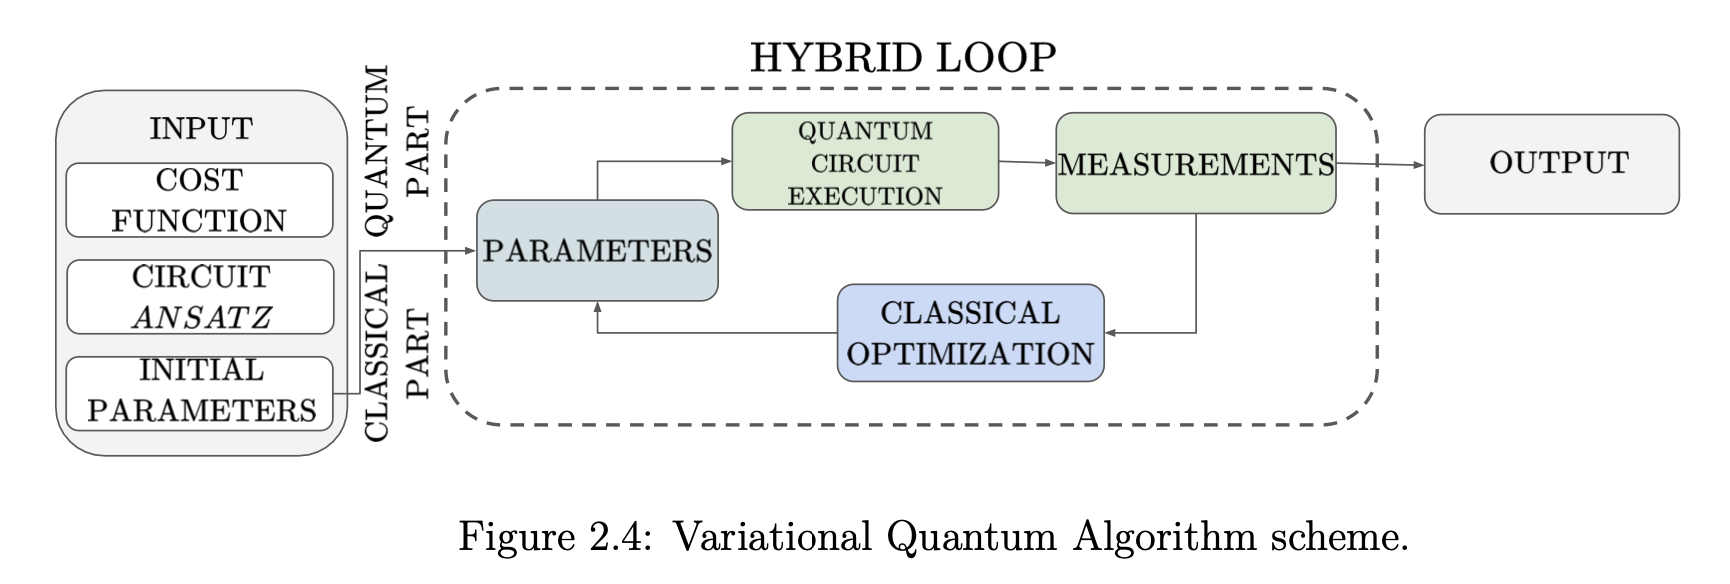 HYBRID LOOP
INPUT
COST
FUNCTION
CIRCUIT
ANSATZ
INITIAL
PARAMETERS
QUANTUM
PART
CLASSICAL
PART
PARAMETERS
QUANTUM
CIRCUIT
EXECUTION
MEASUREMENTS
CLASSICAL
OPTIMIZATION
OUTPUT
Figure 2.4: Variational Quantum Algorithm scheme.